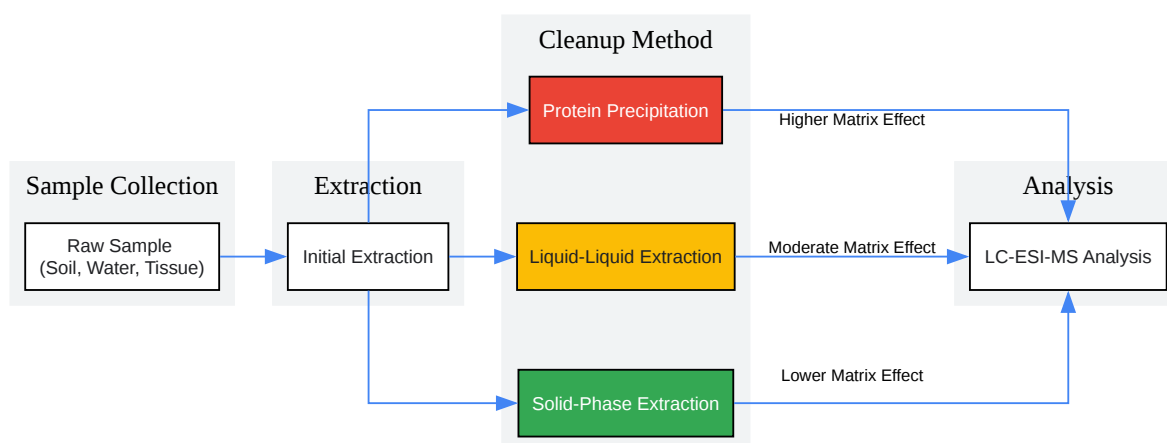 Cleanup Method
Protein Precipitation
Higher Matrix Effect
Sample Collection
Extraction
Analysis
Raw Sample
(Soil, Water, Tissue)
Initial Extraction
Liquid-Liquid Extraction
Moderate Matrix Effect
LC-ESI-MS Analysis
Solid-Phase Extraction
Lower Matrix Effect